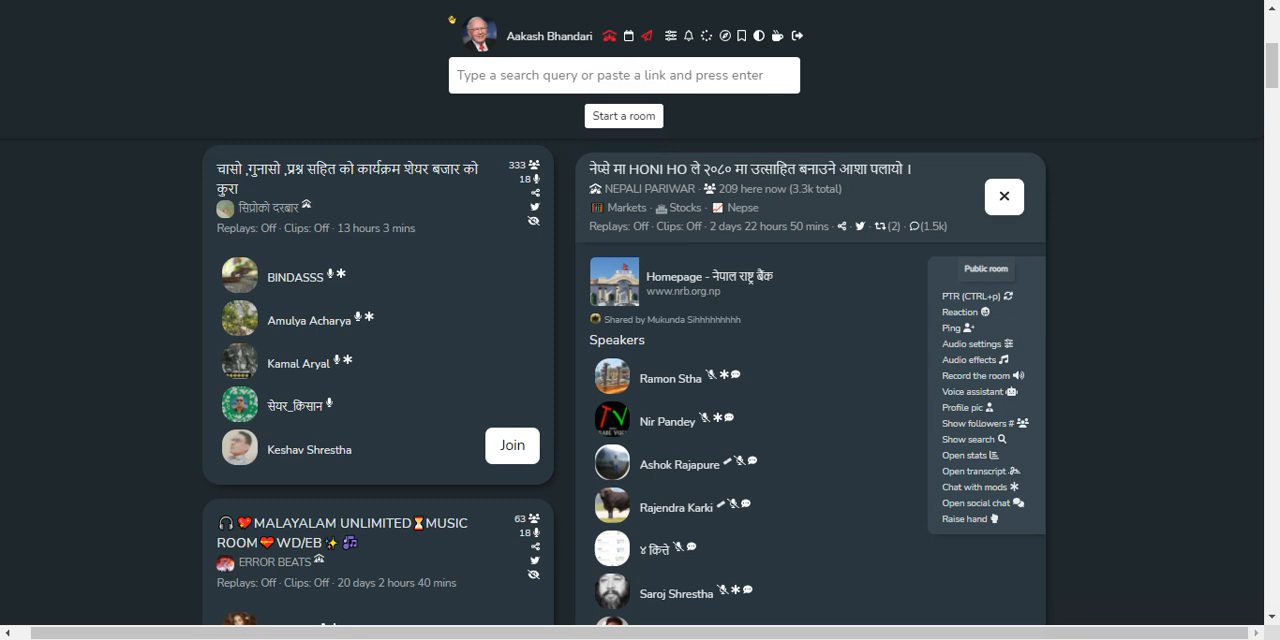 Aakash Bhandari
Type a search query or paste a link and press enter
Start a room
चासो ,गुनासो ,प्रश्न सहित को कार्यक्रम शेयर बजार को
कुरा
सिप्रोको दरबार
Replays: Off · Clips: Off · 13 hours 3 mins
333
18
BINDASSS
Amulya Acharya
Kamal Aryal
सेयर_किसान
Keshav Shrestha
Join
MALAYALAM UNLIMITED⏳MUSIC
ROOM WD/EB
ERROR BEATS
Replays: Off · Clips: Off · 20 days 2 hours 40 mins
63
18
नेप्से मा HONI HO ले २०८० मा उत्साहित बनाउने आशा पलायो ।
NEPALI PARIWAR · 209 here now (3.3k total)
Markets · Stocks · Nepse
Replays: Off · Clips: Off · 2 days 22 hours 50 mins · · · (2) · (1.5k)
Homepage - नेपाल राष्ट्र बैंक
www.nrb.org.np
Shared by Mukunda Sihhhhhhhhh
Speakers
Ramon Stha
Nir Pandey
Ashok Rajapure
Rajendra Karki
४ कित्ते
Saroj Shrestha
Public room
PTR (CTRL+p)
Reaction
Ping
Audio settings
Audio effects
Record the room
Voice assistant
Profile pic
Show followers #
Show search
Open stats
Open transcript
Chat with mods
Open social chat
Raise hand